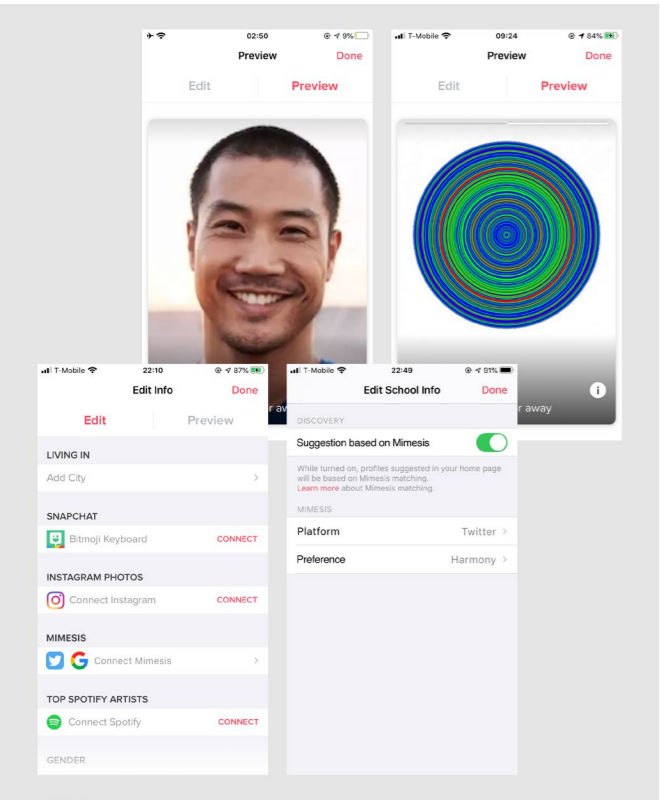 02:50
9%
Preview
Done
Edit
Preview
T-Mobile
09:24
84%
Preview
Done
Edit
Preview
r away
T-Mobile
22:10
87%
Edit Info
Done
Edit
Preview
LIVING IN
Add City
SNAPCHAT
Bitmoji Keyboard
CONNECT
INSTAGRAM PHOTOS
Connect Instagram
CONNECT
MIMESIS
Connect Mimesis
TOP SPOTIFY ARTISTS
Connect Spotify
CONNECT
GENDER
r av
T-Mobile
22:49
91%
Edit School Info
Done
DISCOVERY
Suggestion based on Mimesis
While turned on, profiles suggested in your home page
will be based on Mimesis matching.
Learn more about Mimesis matching.
MIMESIS
Platform
Twitter
Preference
Harmony